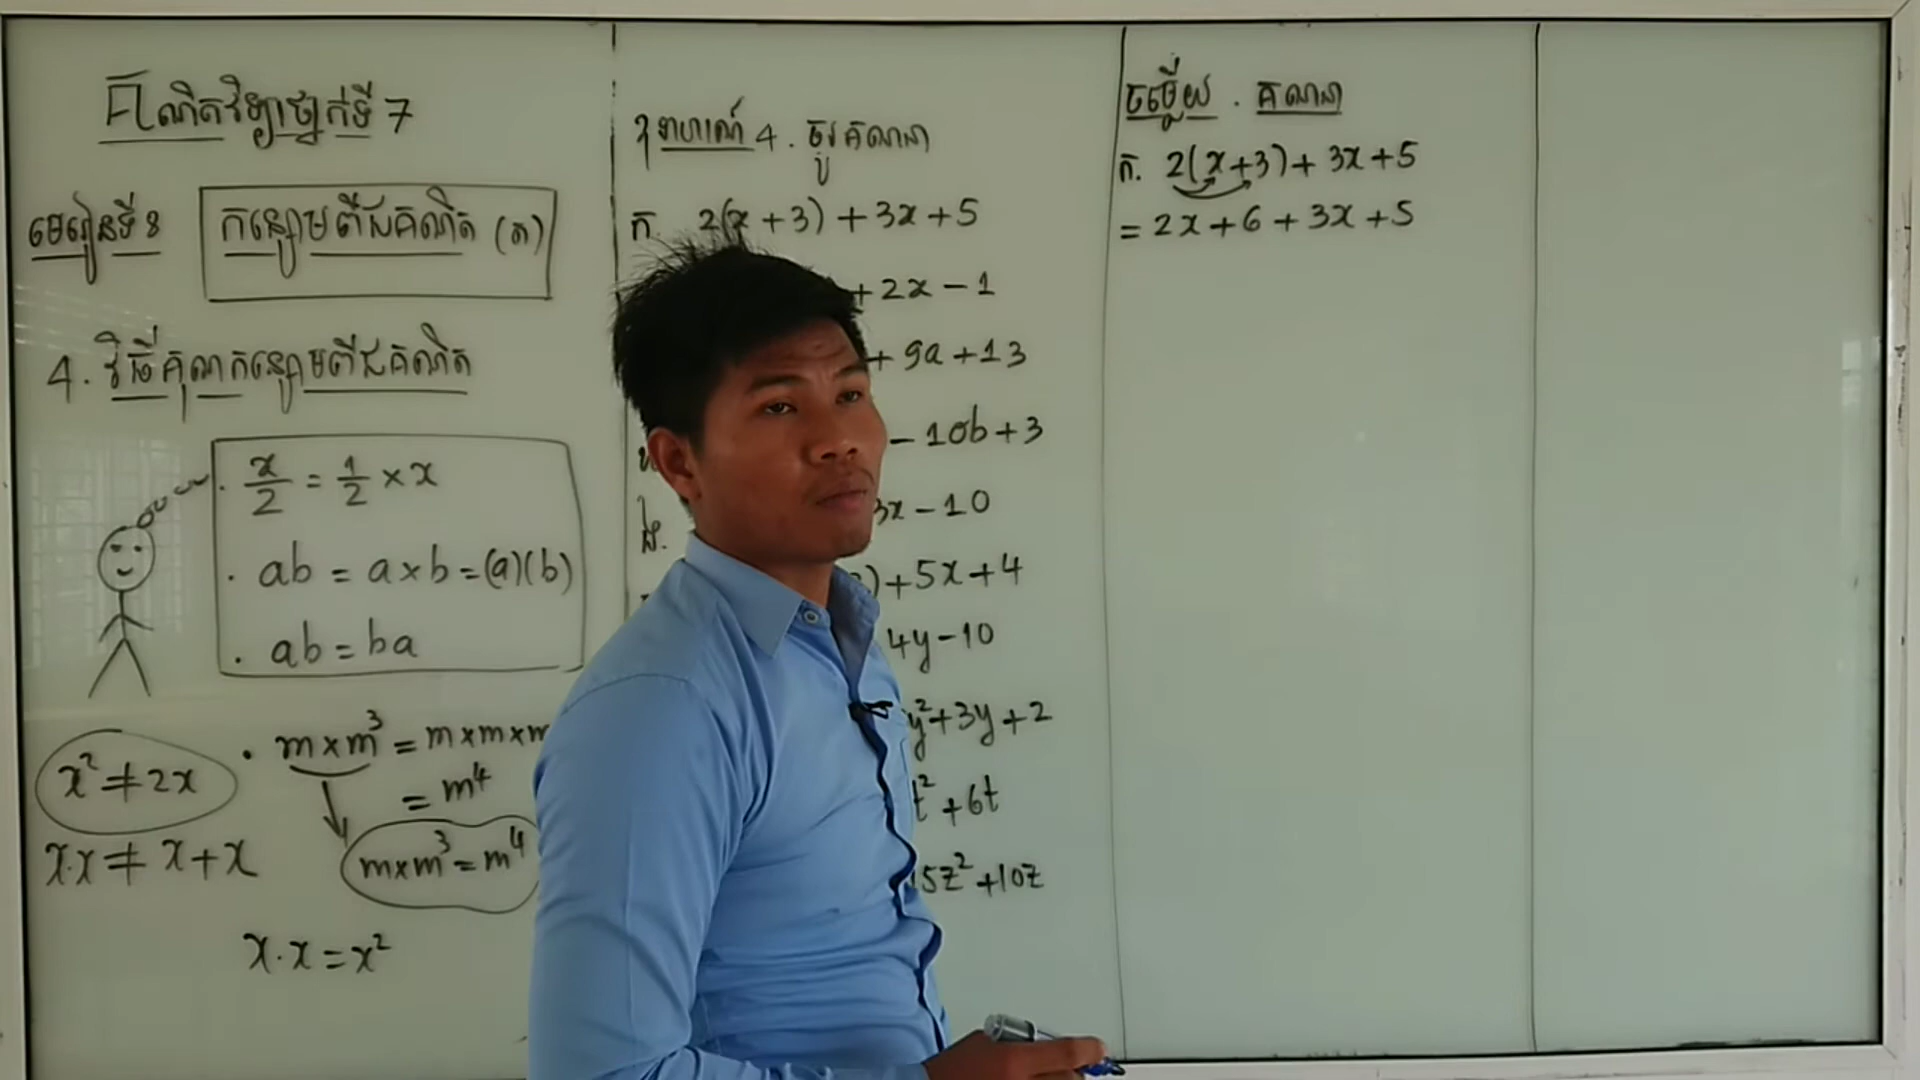 គណិតវិទ្យាថ្នាក់ទី 7
មេរៀនទី 8
កន្សោមពីជគណិត (ត)
4. វិធីគុណកន្សោមពីជគណិត
. x/2 = 1/2 × x
. ab = a×b = (a)(b)
. ab = ba
x² ≠ 2x
x.x ≠ x+x
. m×m³ = m×m×m
= m⁴
m×m³ = m⁴
x.x = x²
ឧទាហរណ៍ 4. ចូរគណនា
ក. 2(x+3) + 3x + 5
+ 2x - 1
+ 9a + 13
- 10b + 3
ង. 3x - 10
) + 5x + 4
4y - 10
y² + 3y + 2
t² + 6t
15z² + 10z
ចម្លើយ . គណនា
ក. 2(x+3) + 3x + 5
= 2x + 6 + 3x + 5